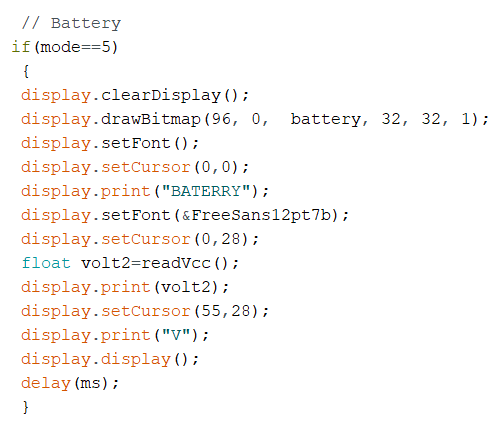 // Battery
if(mode==5)
{
display.clearDisplay();
display.drawBitmap(96, 0,  battery, 32, 32, 1);
display.setFont();
display.setCursor(0,0);
display.print("BATERRY");
display.setFont(&FreeSans12pt7b);
display.setCursor(0,28);
float volt2=readVcc();
display.print(volt2);
display.setCursor(55,28);
display.print("V");
display.display();
delay(ms);
}